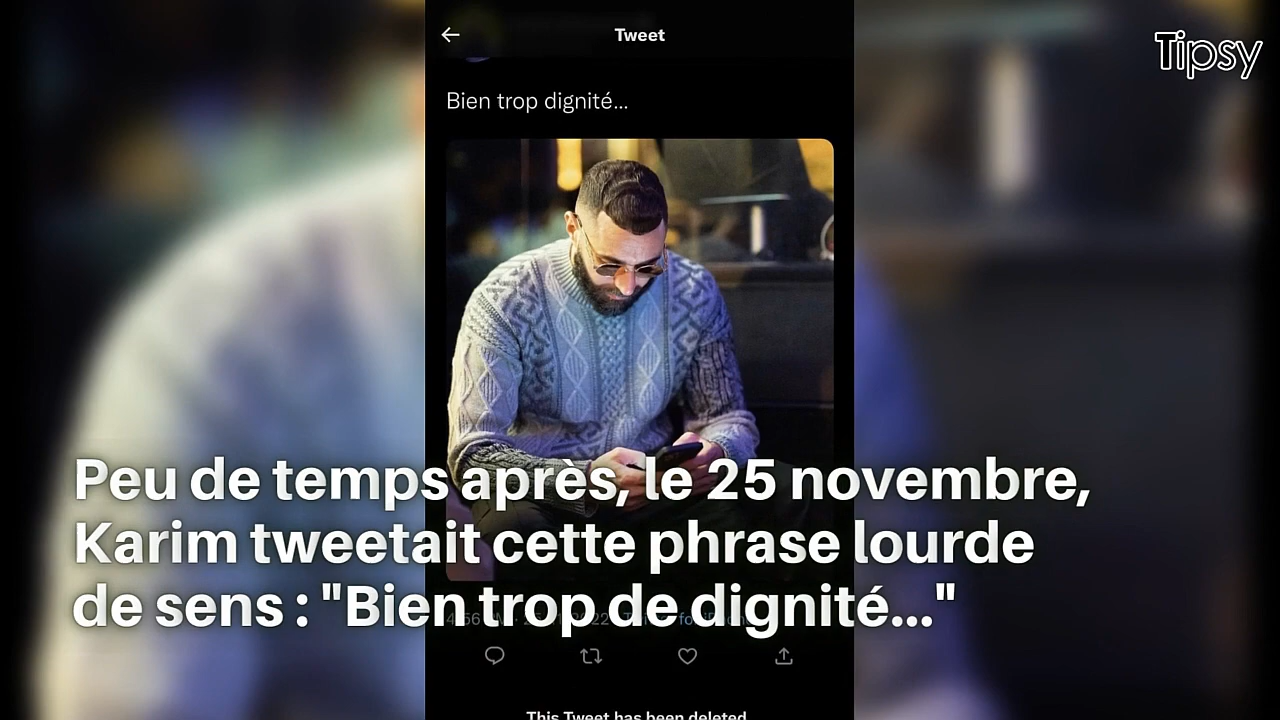 Tweet
Tipsy
Bien trop dignité...
Peu de temps après, le 25 novembre,
Karim tweetait cette phrase lourde
de sens : "Bien trop de dignité..."
This Tweet has been deleted